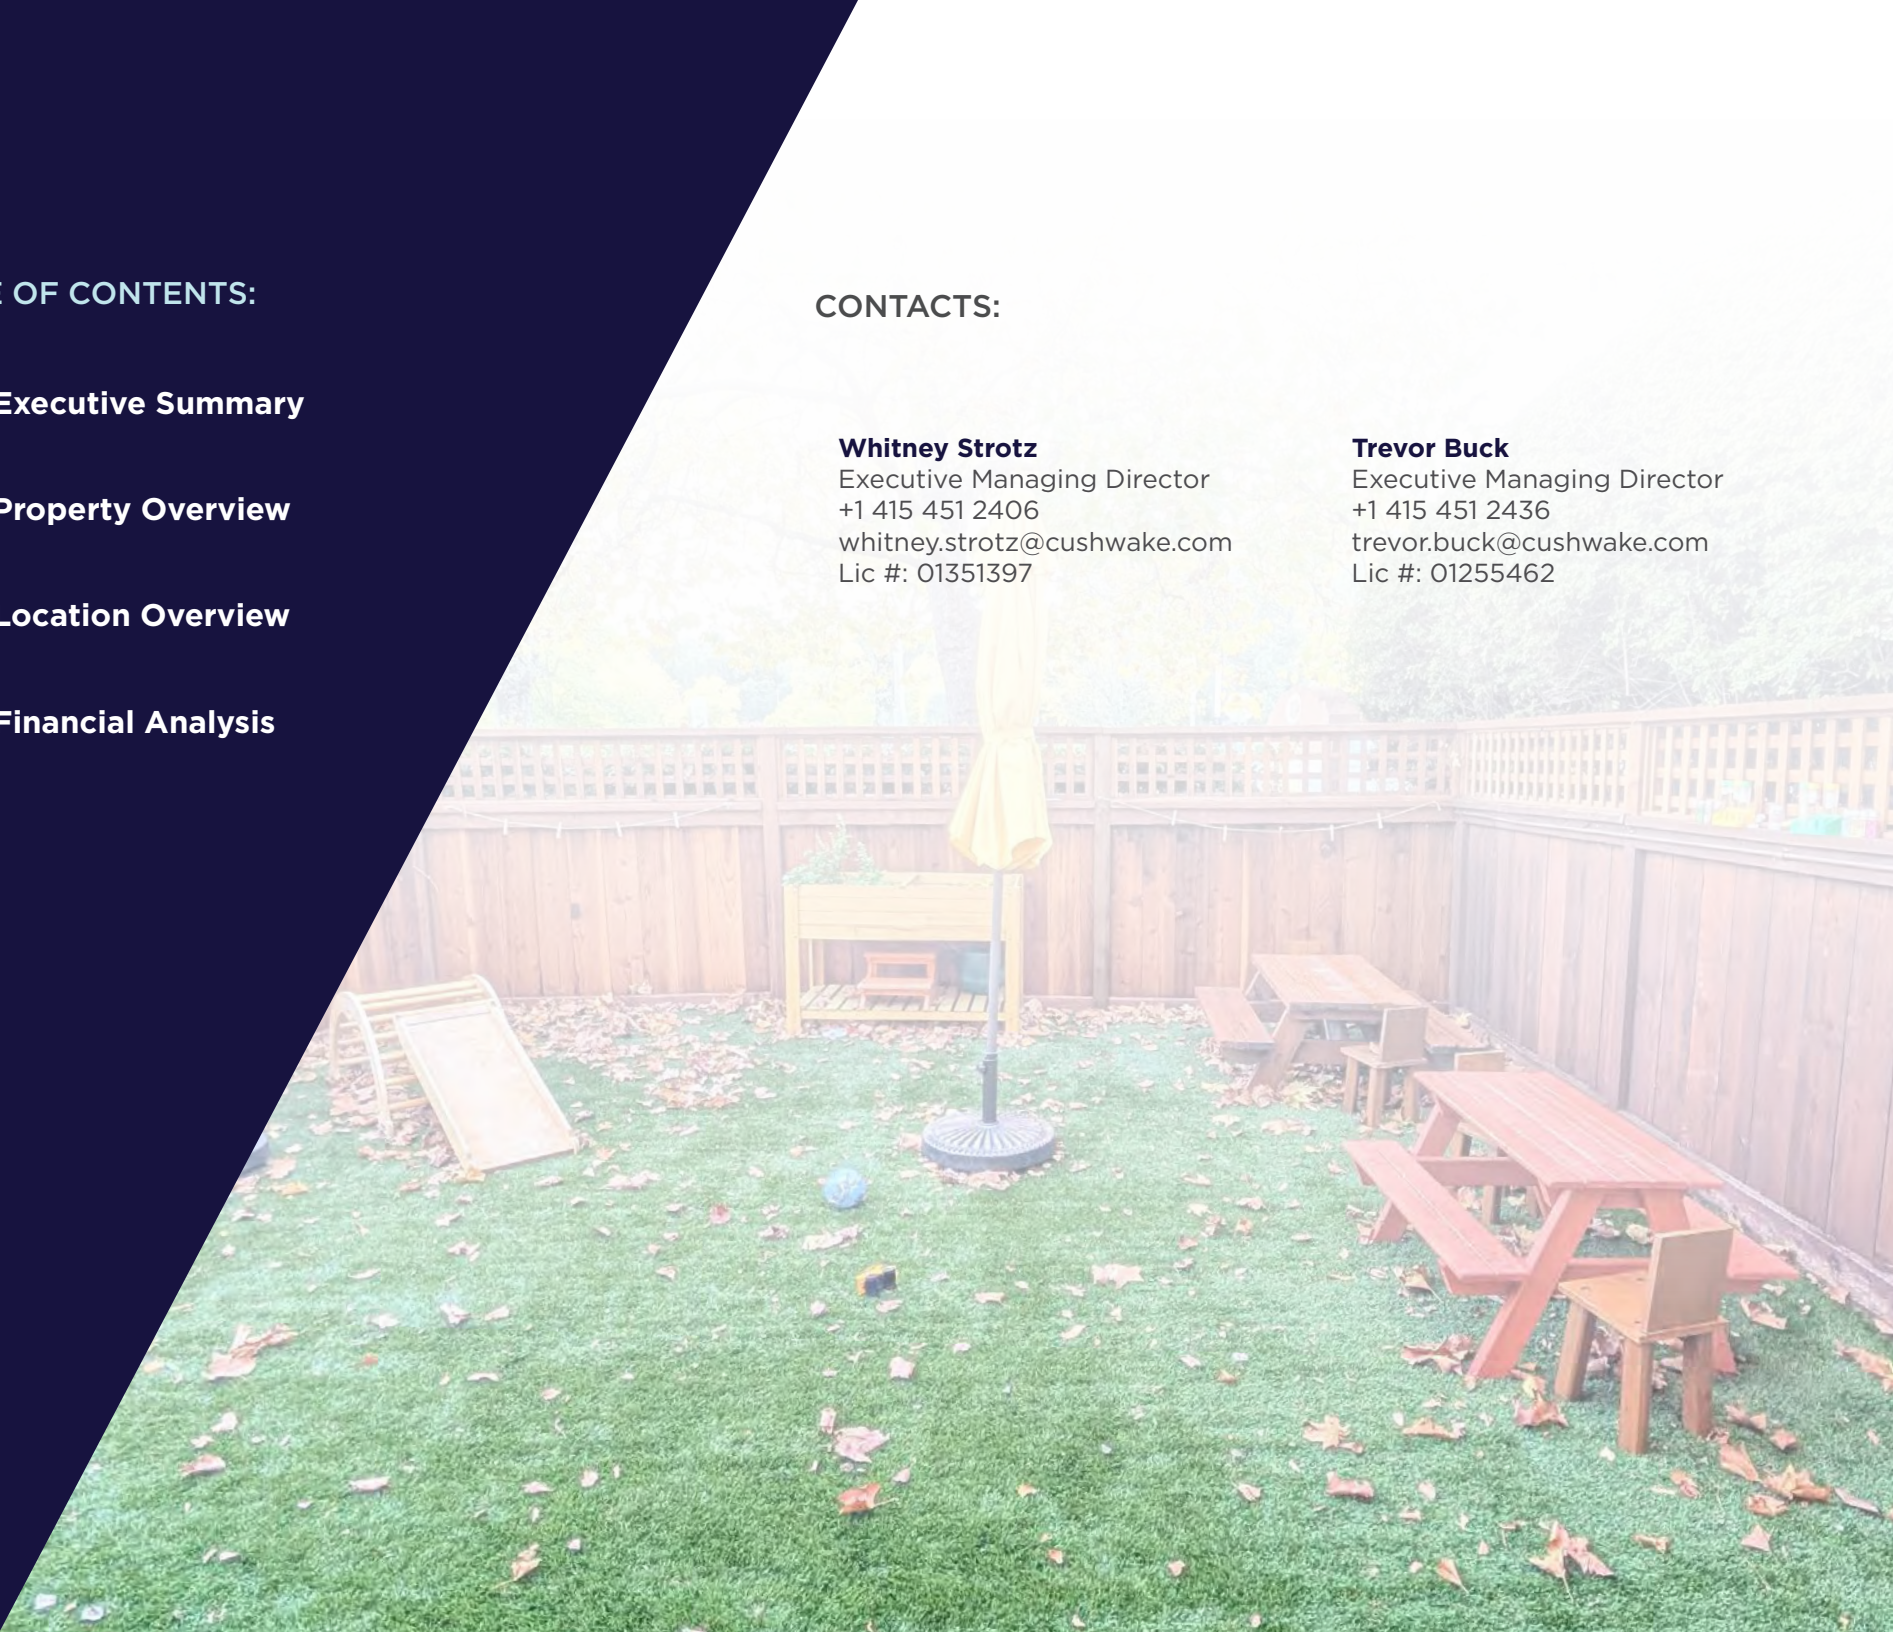 E OF CONTENTS:
Executive Summary
Property Overview
Location Overview
Financial Analysis
CONTACTS:
Whitney Strotz
Executive Managing Director
+1 415 451 2406
whitney.strotz@cushwake.com
Lic #: 01351397
Trevor Buck
Executive Managing Director
+1 415 451 2436
trevor.buck@cushwake.com
Lic #: 01255462